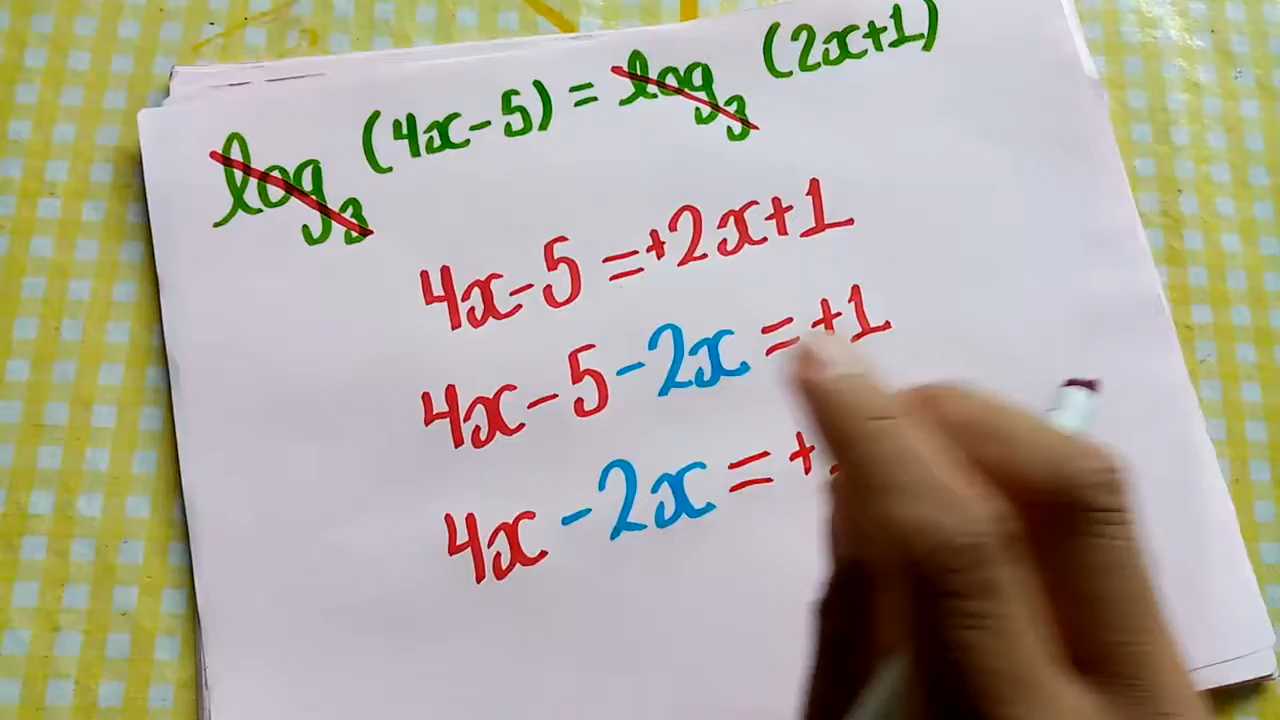 log₃ (4x-5) = log₃ (2x+1)
4x-5=+2x+1
4x-5-2x=+1
4x-2x=+